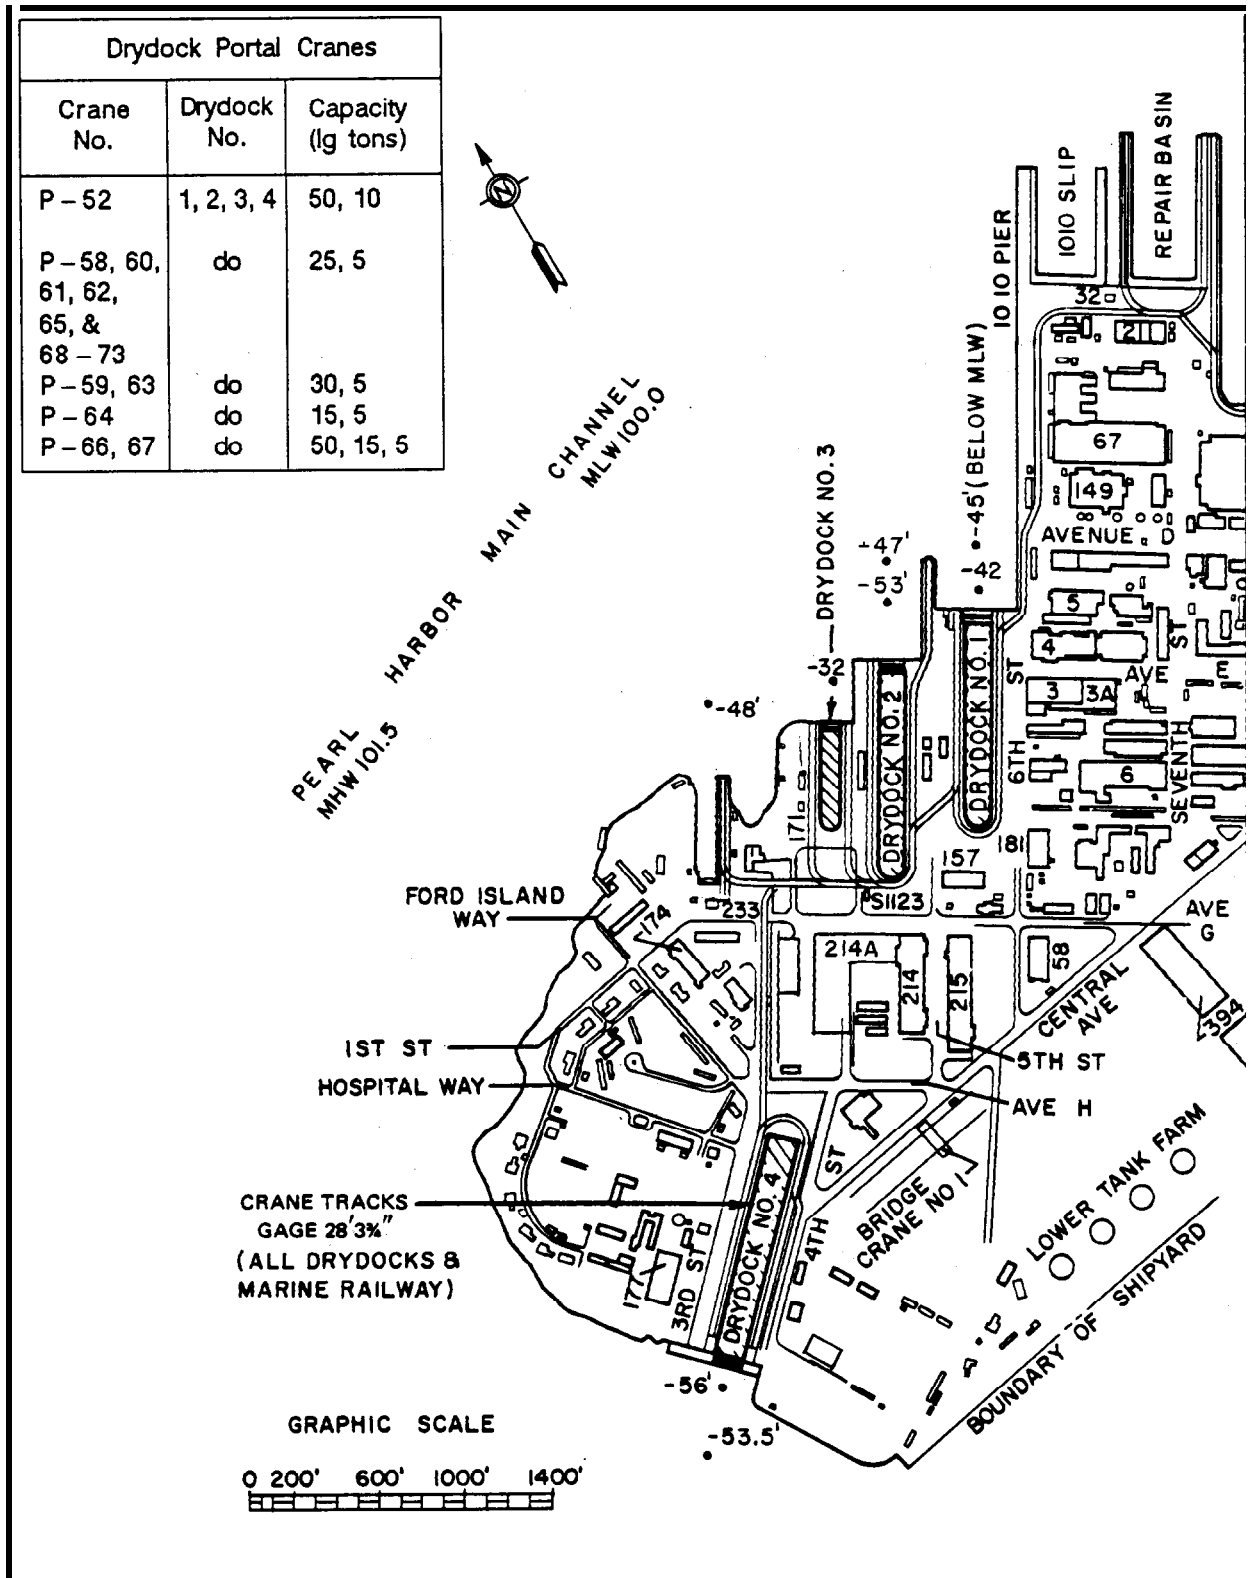 Drydock Portal Cranes
Crane No. Drydock No. Capacity (lg tons)
P-52 1, 2, 3, 4 50, 10
P-58, 60, 61, 62, 65, & 68-73 do 25, 5
P-59, 63 do 30, 5
P-64 do 15, 5
P-66, 67 do 50, 15, 5
N
1010 PIER
1010 SLIP
REPAIR BASIN
32
2
67
149
AVENUE D
5
4
3
3A
AVE E
ST
6TH ST
SEVENTH
6
181
157
PEARL HARBOR MAIN CHANNEL
MHW 101.5
MLW 100.0
-45' (BELOW MLW)
-42
-47'
-53'
-32
-48'
DRYDOCK NO. 3
DRYDOCK NO. 2
DRYDOCK NO. 1
171
S1123
233
FORD ISLAND
WAY
174
214A
214
215
58
AVE
G
CENTRAL
AVE
394
1ST ST
HOSPITAL WAY
5TH ST
AVE H
CRANE TRACKS
GAGE 28'3¾"
(ALL DRYDOCKS &
MARINE RAILWAY)
177
3RD ST
DRYDOCK NO. 4
4TH ST
BRIDGE
CRANE NO 1
LOWER TANK FARM
BOUNDARY OF SHIPYARD
-56'
-53.5'
GRAPHIC SCALE
0 200' 600' 1000' 1400'